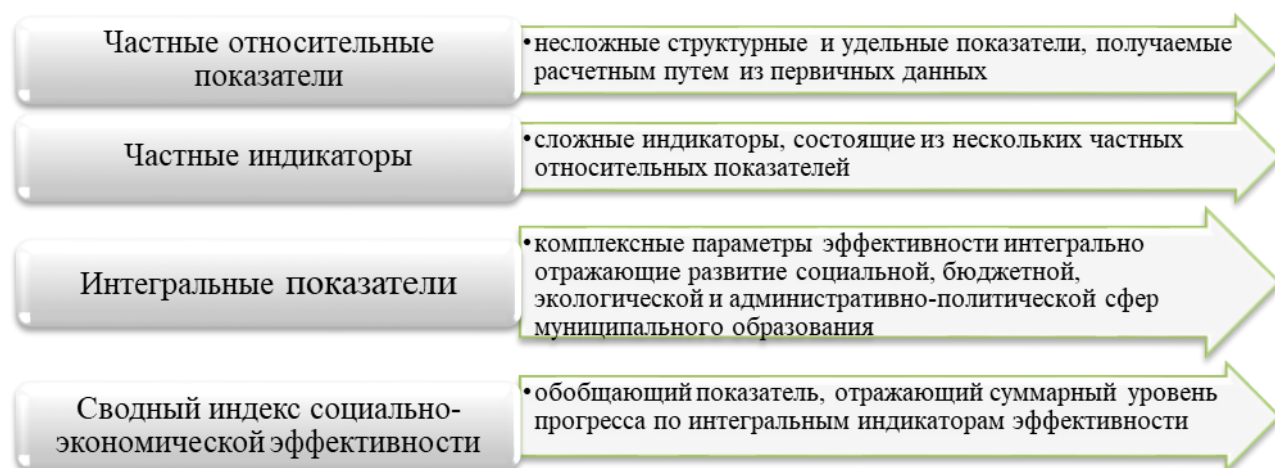 Частные относительные
показатели
•несложные структурные и удельные показатели, получаемые
расчетным путем из первичных данных
Частные индикаторы
•сложные индикаторы, состоящие из нескольких частных
относительных показателей
Интегральные показатели
•комплексные параметры эффективности интегрально
отражающие развитие социальной, бюджетной,
экологической и административно-политической сфер
муниципального образования
Сводный индекс социально-
экономической эффективности
•обобщающий показатель, отражающий суммарный уровень
прогресса по интегральным индикаторам эффективности